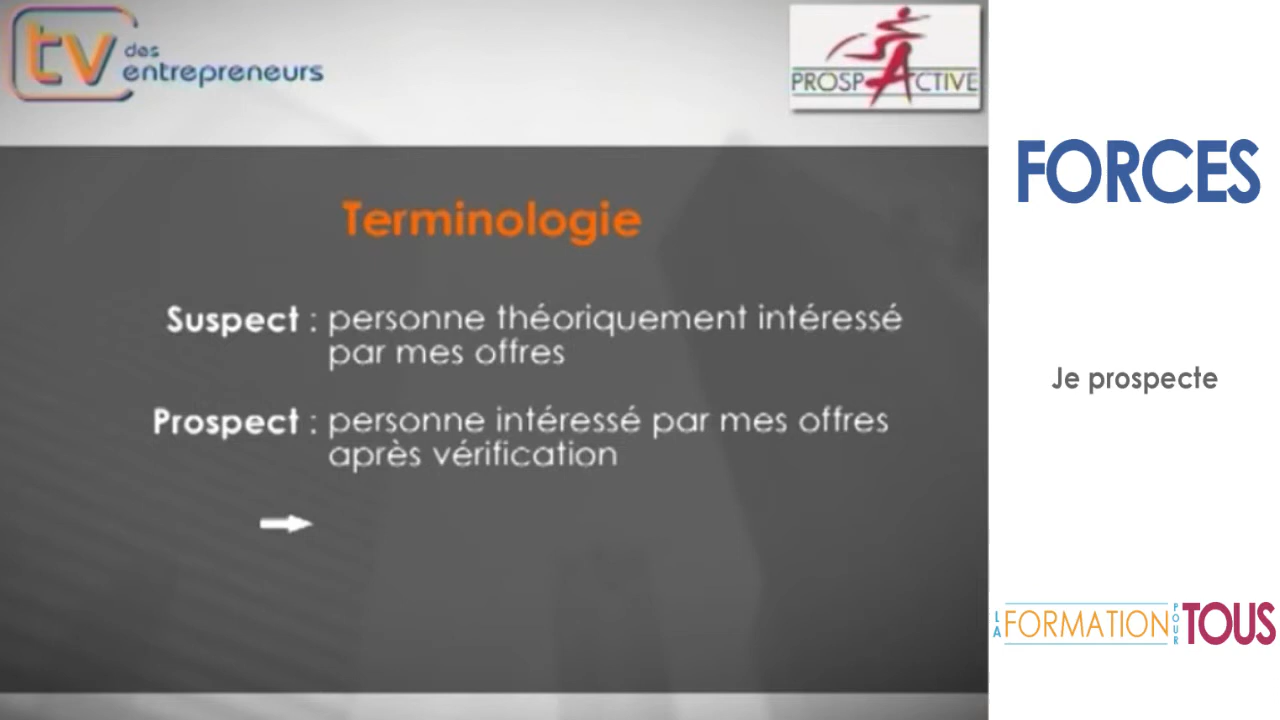 tv des
entrepreneurs
PROSPACTIVE
FORCES
Terminologie
Suspect : personne théoriquement intéressé
par mes offres
Prospect : personne intéressé par mes offres
après vérification
Je prospecte
LA FORMATION POUR TOUS